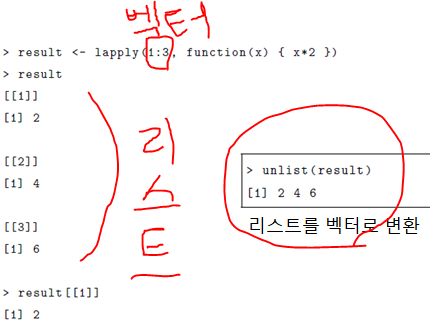 벡터
> result <- lapply(1:3, function(x) { x*2 })
> result
[[1]]
[1] 2
[[2]]
[1] 4
[[3]]
[1] 6
> result[[1]]
[1] 2
리스트
> unlist(result)
[1] 2 4 6
리스트를 벡터로 변환